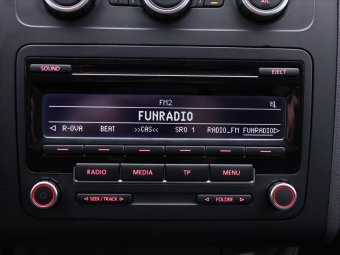 A/C
SOUND
EJECT
FM2
FUNRADIO
R-OVA BEAT >>CAS<< SRO 1 RADIO_FM FUNRADIO
RADIO MEDIA TP MENU
SEEK / TRACK FOLDER